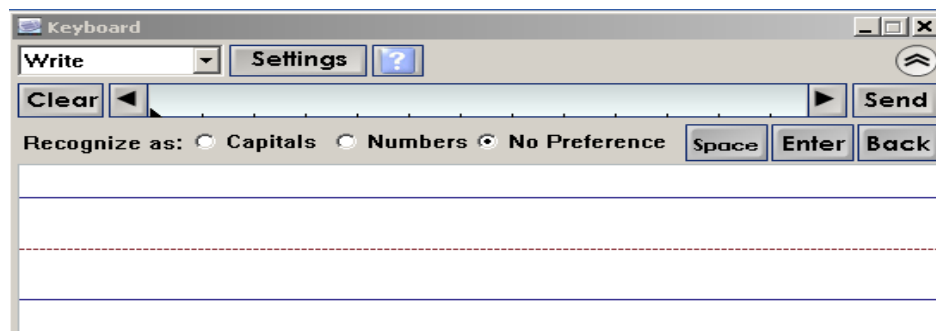 Keyboard
Write Settings ?
Clear Send
Recognize as: Capitals Numbers No Preference Space Enter Back